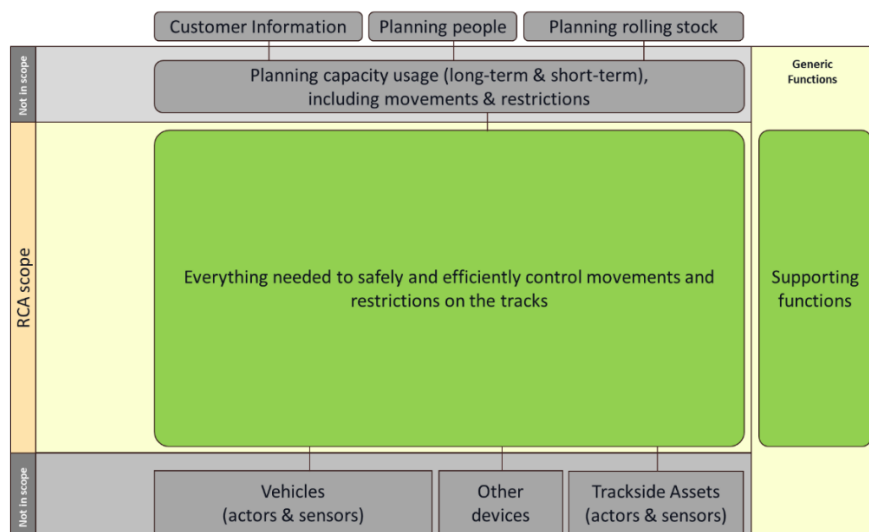 Customer Information
Planning people
Planning rolling stock
Not in scope
Planning capacity usage (long-term & short-term),
including movements & restrictions
Generic
Functions
RCA scope
Everything needed to safely and efficiently control movements and
restrictions on the tracks
Supporting
functions
Not in scope
Vehicles
(actors & sensors)
Other
devices
Trackside Assets
(actors & sensors)